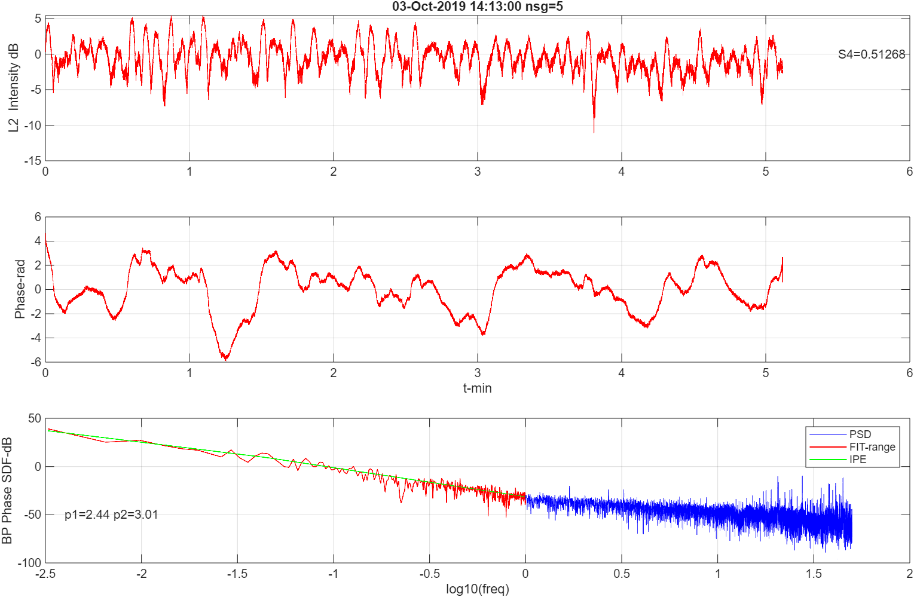 03-Oct-2019 14:13:00 nsg=5
L2 Intensity dB
5
0
-5
-10
-15
S4=0.51268
0 1 2 3 4 5 6
Phase-rad
6
4
2
0
-2
-4
-6
0 1 2 3 4 5 6
t-min
BP Phase SDF-dB
50
0
-50
-100
PSD
FIT-range
IPE
p1=2.44 p2=3.01
-2.5 -2 -1.5 -1 -0.5 0 0.5 1 1.5 2
log10(freq)